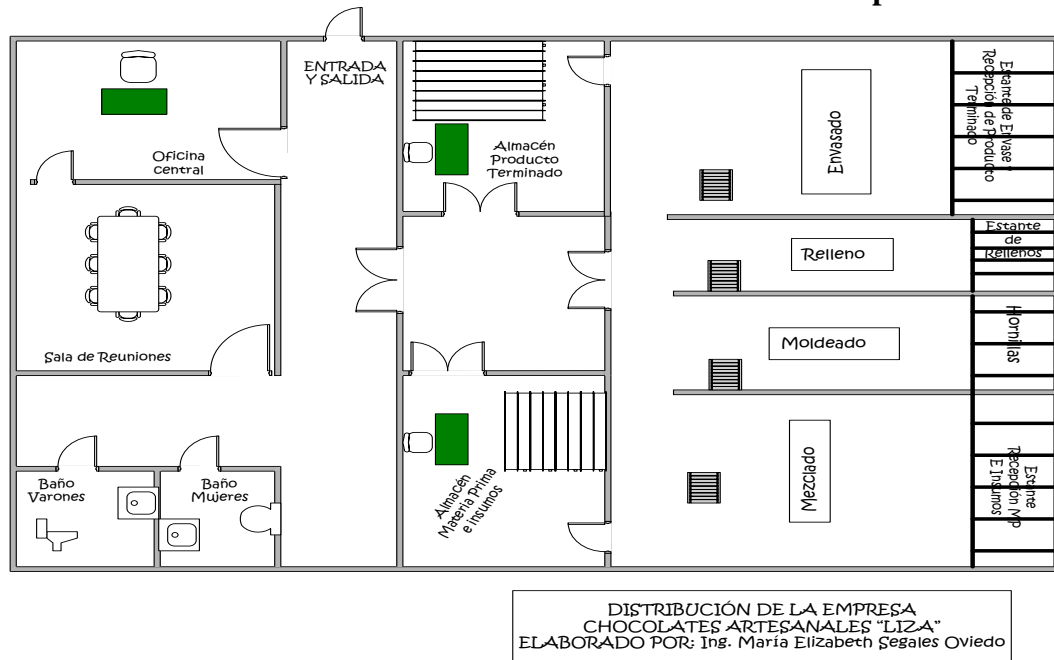 ENTRADA
Y SALIDA
Oficina
central
Almacén
Producto
Terminado
Envasado
Estante de Envase
Recepción de Producto
Terminado
Relleno
Estante
de
Rellenos
Sala de Reuniones
Moldeado
Hornillas
Baño
Varones
Baño
Mujeres
Almacén
Materia Prima
e insumos
Mezclado
Estante
Recepción MP
E Insumos
DISTRIBUCIÓN DE LA EMPRESA
CHOCOLATES ARTESANALES "LIZA"
ELABORADO POR: Ing. María Elizabeth Segales Oviedo